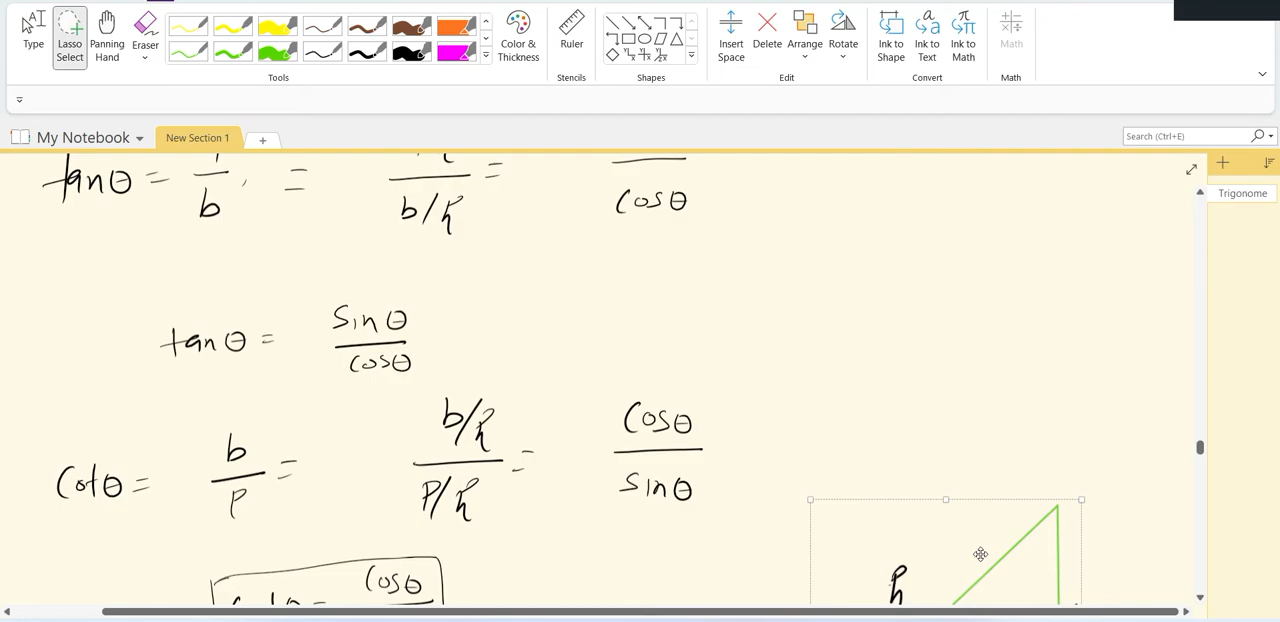 Type
Lasso Select
Panning Hand
Eraser
Color & Thickness
Ruler
Insert Space
Delete
Arrange
Rotate
Ink to Shape
Ink to Text
Ink to Math
Math
Tools
Stencils
Shapes
Edit
Convert
Math
My Notebook
New Section 1
Search (Ctrl+E)
Trigonome
tanθ = /b, = /(b/h) = /cosθ
tanθ = sinθ/cosθ
cotθ = b/P = (b/h)/(P/h) = cosθ/sinθ
cosθ
h